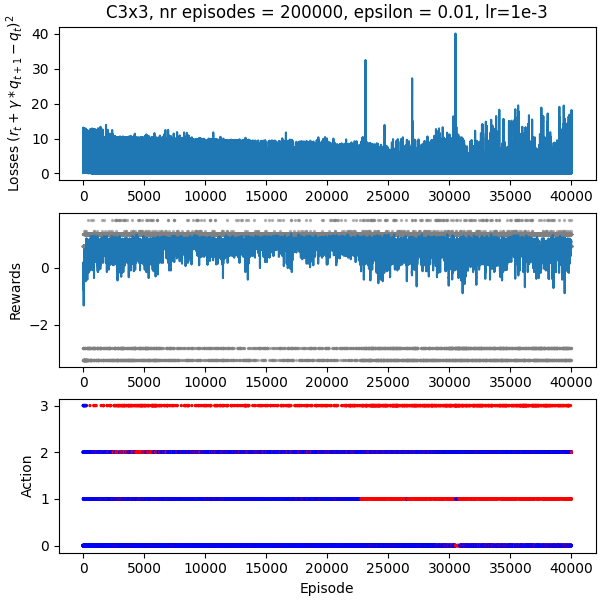 C3x3, nr episodes = 200000, epsilon = 0.01, lr=1e-3
Losses $(r_t + \gamma * q_{t+1} - q_t)^2$
40
30
20
10
0
0 5000 10000 15000 20000 25000 30000 35000 40000
Rewards
0
−2
0 5000 10000 15000 20000 25000 30000 35000 40000
Action
3
2
1
0
0 5000 10000 15000 20000 25000 30000 35000 40000
Episode